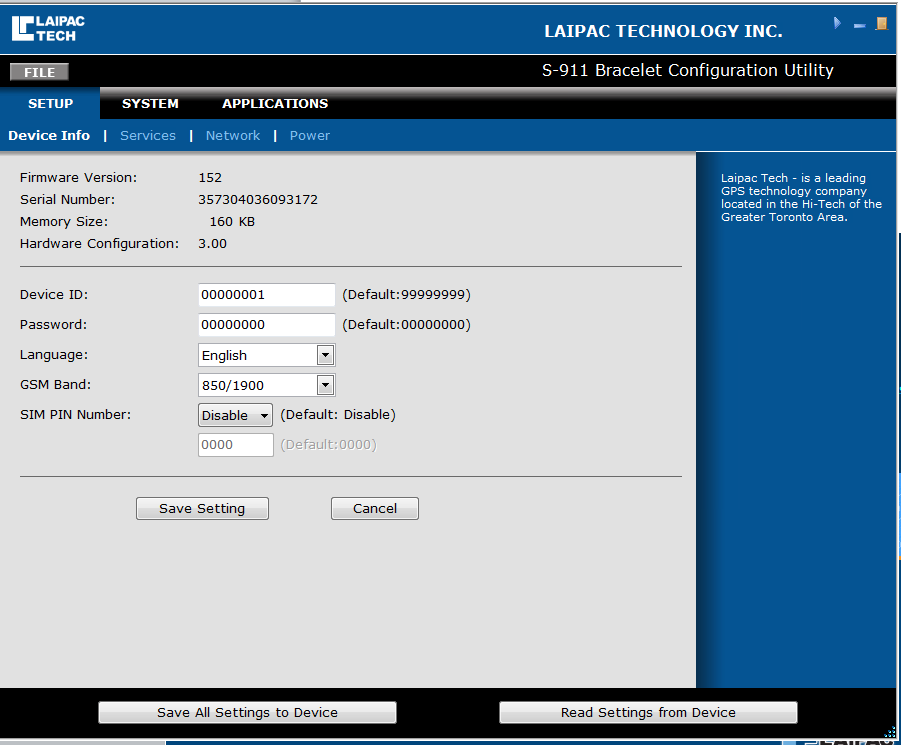 LAIPAC
TECH
LAIPAC TECHNOLOGY INC.
FILE
S-911 Bracelet Configuration Utility
SETUP SYSTEM APPLICATIONS
Device Info | Services | Network | Power
Firmware Version: 152
Serial Number: 357304036093172
Memory Size: 160 KB
Hardware Configuration: 3.00
Laipac Tech - is a leading
GPS technology company
located in the Hi-Tech of the
Greater Toronto Area.
Device ID: 00000001 (Default:99999999)
Password: 00000000 (Default:00000000)
Language: English
GSM Band: 850/1900
SIM PIN Number: Disable (Default: Disable)
0000 (Default:0000)
Save Setting Cancel
Save All Settings to Device Read Settings from Device